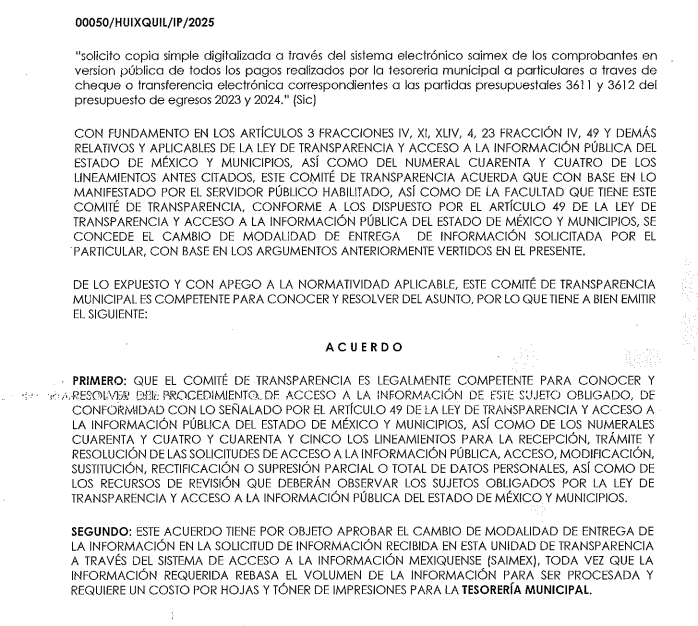 00050/HUIXQUIL/IP/2025
"solicito copia simple digitalizada a través del sistema electrónico saimex de los comprobantes en
version pública de todos los pagos realizados por la tesoreria municipal a particulares a traves de
cheque o transferencia electrónica correspondientes a las partidas presupuestales 3611 y 3612 del
presupuesto de egresos 2023 y 2024." (Sic)
CON FUNDAMENTO EN LOS ARTÍCULOS 3 FRACCIONES IV, XI, XLIV, 4, 23 FRACCIÓN IV, 49 Y DEMÁS
RELATIVOS Y APLICABLES DE LA LEY DE TRANSPARENCIA Y ACCESO A LA INFORMACIÓN PÚBLICA DEL
ESTADO DE MÉXICO Y MUNICIPIOS, ASÍ COMO DEL NUMERAL CUARENTA Y CUATRO DE LOS
LINEAMIENTOS ANTES CITADOS, ESTE COMITÉ DE TRANSPARENCIA ACUERDA QUE CON BASE EN LO
MANIFESTADO POR EL SERVIDOR PÚBLICO HABILITADO, ASÍ COMO DE LA FACULTAD QUE TIENE ESTE
COMITÉ DE TRANSPARENCIA, CONFORME A LOS DISPUESTO POR EL ARTÍCULO 49 DE LA LEY DE
TRANSPARENCIA Y ACCESO A LA INFORMACIÓN PÚBLICA DEL ESTADO DE MÉXICO Y MUNICIPIOS, SE
CONCEDE EL CAMBIO DE MODALIDAD DE ENTREGA DE INFORMACIÓN SOLICITADA POR EL
PARTICULAR, CON BASE EN LOS ARGUMENTOS ANTERIORMENTE VERTIDOS EN EL PRESENTE.
DE LO EXPUESTO Y CON APEGO A LA NORMATIVIDAD APLICABLE, ESTE COMITÉ DE TRANSPARENCIA
MUNICIPAL ES COMPETENTE PARA CONOCER Y RESOLVER DEL ASUNTO, POR LO QUE TIENE A BIEN EMITIR
EL SIGUIENTE:
ACUERDO
PRIMERO: QUE EL COMITÉ DE TRANSPARENCIA ES LEGALMENTE COMPETENTE PARA CONOCER Y
RESOLVER DEL PROCEDIMIENTO DE ACCESO A LA INFORMACIÓN DE ESTE SUJETO OBLIGADO, DE
CONFORMIDAD CON LO SEÑALADO POR EL ARTÍCULO 49 DE LA LEY DE TRANSPARENCIA Y ACCESO A
LA INFORMACIÓN PÚBLICA DEL ESTADO DE MÉXICO Y MUNICIPIOS, ASÍ COMO DE LOS NUMERALES
CUARENTA Y CUATRO Y CUARENTA Y CINCO LOS LINEAMIENTOS PARA LA RECEPCIÓN, TRÁMITE Y
RESOLUCIÓN DE LAS SOLICITUDES DE ACCESO A LA INFORMACIÓN PÚBLICA, ACCESO, MODIFICACIÓN,
SUSTITUCIÓN, RECTIFICACIÓN O SUPRESIÓN PARCIAL O TOTAL DE DATOS PERSONALES, ASÍ COMO DE
LOS RECURSOS DE REVISIÓN QUE DEBERÁN OBSERVAR LOS SUJETOS OBLIGADOS POR LA LEY DE
TRANSPARENCIA Y ACCESO A LA INFORMACIÓN PÚBLICA DEL ESTADO DE MÉXICO Y MUNICIPIOS.
SEGUNDO: ESTE ACUERDO TIENE POR OBJETO APROBAR EL CAMBIO DE MODALIDAD DE ENTREGA DE
LA INFORMACIÓN EN LA SOLICITUD DE INFORMACIÓN RECIBIDA EN ESTA UNIDAD DE TRANSPARENCIA
A TRAVÉS DEL SISTEMA DE ACCESO A LA INFORMACIÓN MEXIQUENSE (SAIMEX), TODA VEZ QUE LA
INFORMACIÓN REQUERIDA REBASA EL VOLUMEN DE LA INFORMACIÓN PARA SER PROCESADA Y
REQUIERE UN COSTO POR HOJAS Y TÓNER DE IMPRESIONES PARA LA TESORERÍA MUNICIPAL.